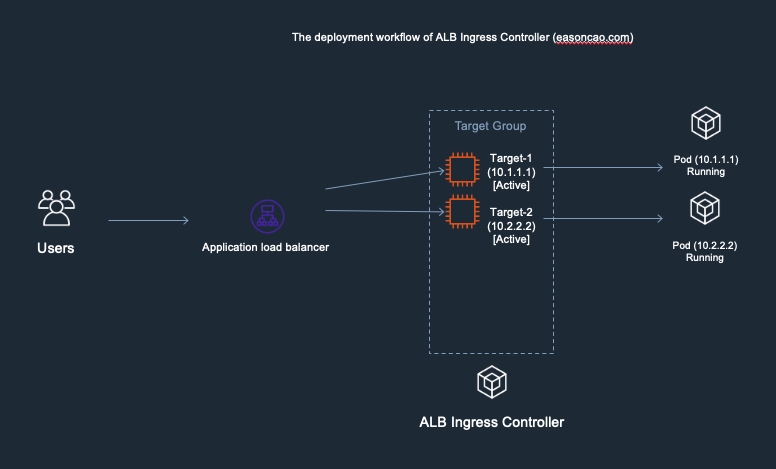 The deployment workflow of ALB Ingress Controller (easoncao.com)
Target Group
Target-1
(10.1.1.1)
[Active]
Pod (10.1.1.1)
Running
Users
Application load balancer
Target-2
(10.2.2.2)
[Active]
Pod (10.2.2.2)
Running
ALB Ingress Controller